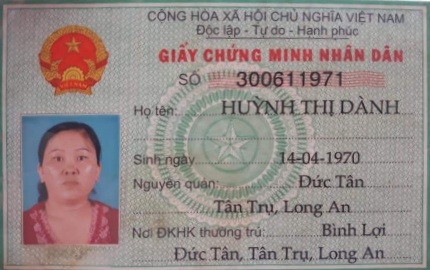 CỘNG HÒA XÃ HỘI CHỦ NGHĨA VIỆT NAM
Độc lập - Tự do - Hạnh phúc
GIẤY CHỨNG MINH NHÂN DÂN
SỐ 300611971
Họ tên: HUỲNH THỊ DÀNH
Sinh ngày 14-04-1970
Nguyên quán: Đức Tân
Tân Trụ, Long An
Nơi ĐKHK thường trú: Bình Lợi
Đức Tân, Tân Trụ, Long An